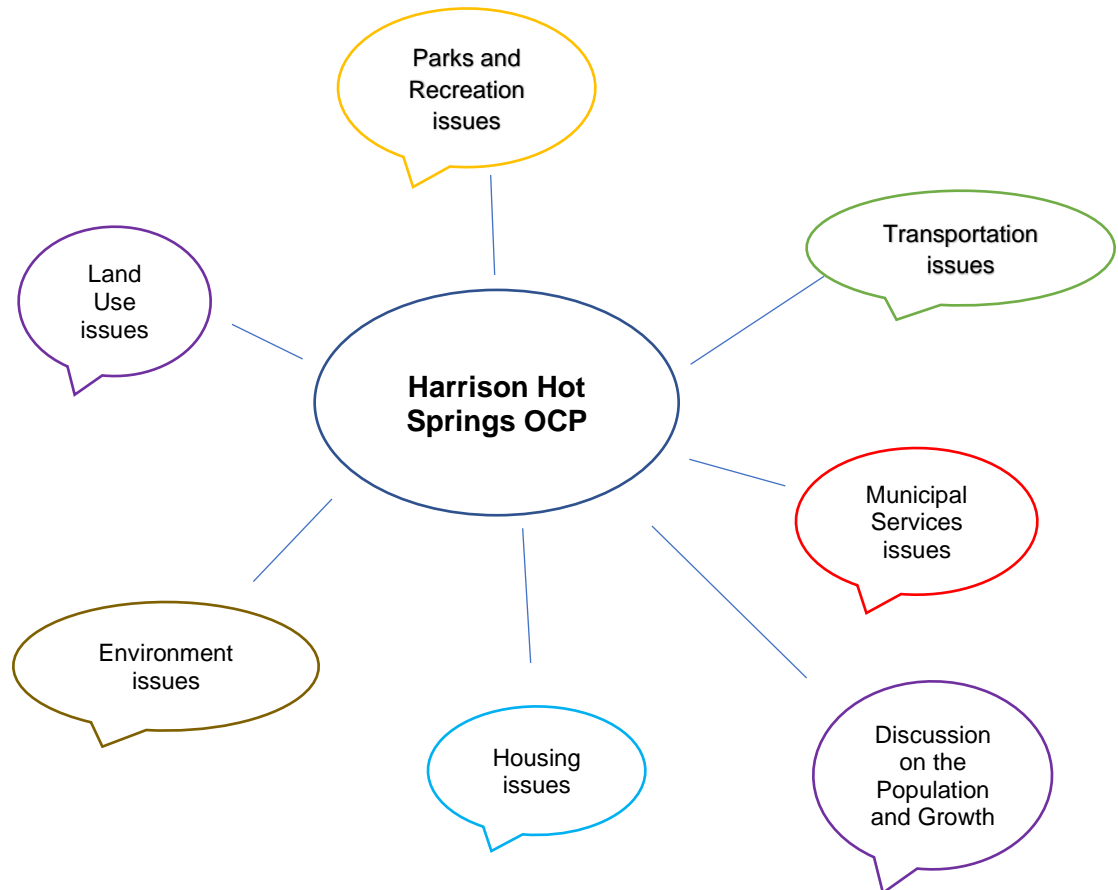 Parks and
Recreation
issues
Transportation
issues
Land
Use
issues
Harrison Hot
Springs OCP
Municipal
Services
issues
Environment
issues
Housing
issues
Discussion
on the
Population
and Growth